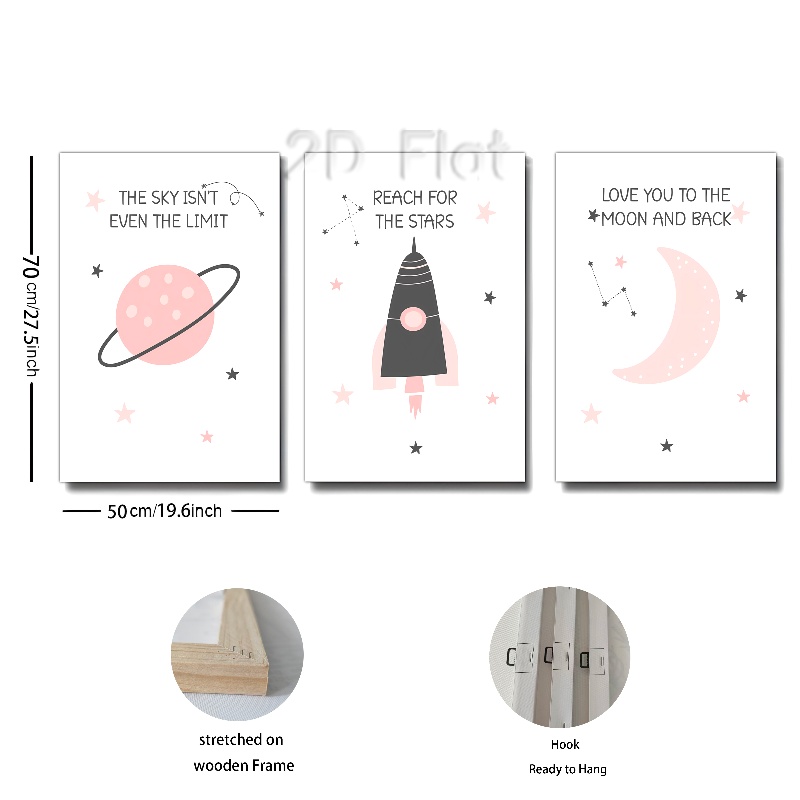 2D Flat
THE SKY ISN'T
EVEN THE LIMIT
REACH FOR
THE STARS
LOVE YOU TO THE
MOON AND BACK
70 cm/27.5inch
50 cm/19.6inch
stretched on
wooden Frame
Hook
Ready to Hang